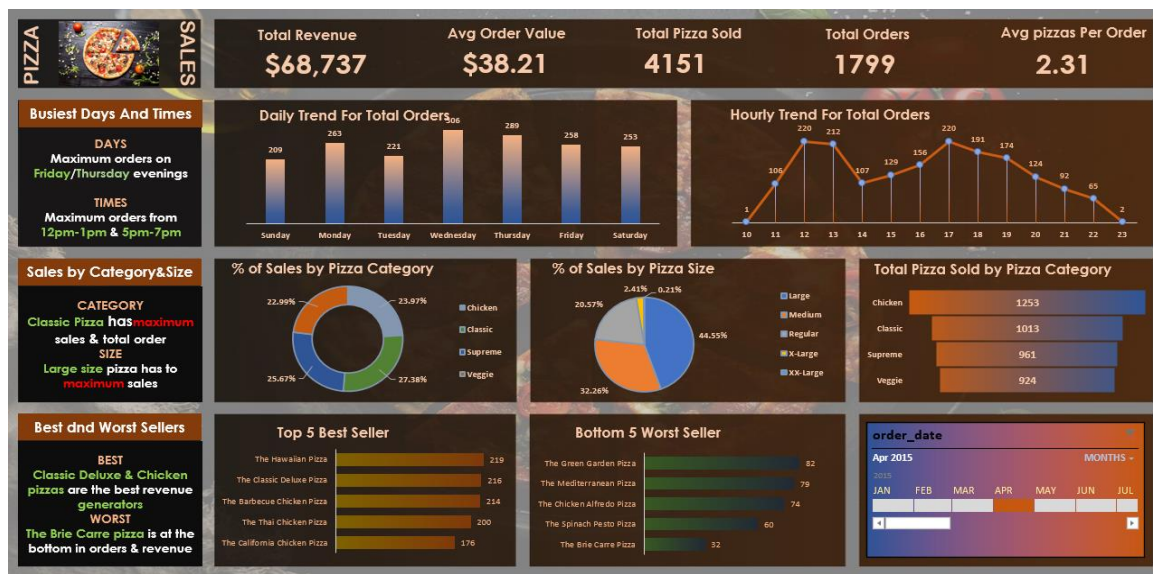 PIZZA
SALES
Total Revenue
$68,737
Avg Order Value
$38.21
Total Pizza Sold
4151
Total Orders
1799
Avg pizzas Per Order
2.31
Busiest Days And Times
DAYS
Maximum orders on
Friday/Thursday evenings
TIMES
Maximum orders from
12pm-1pm & 5pm-7pm
Daily Trend For Total Orders
209
263
221
306
289
258
253
Sunday
Monday
Tuesday
Wednesday
Thursday
Friday
Saturday
Hourly Trend For Total Orders
1
106
220
212
107
129
156
220
191
174
124
92
65
2
10
11
12
13
14
15
16
17
18
19
20
21
22
23
Sales by Category&Size
CATEGORY
Classic Pizza hasmaximum
sales & total order
SIZE
Large size pizza has to
maximum sales
% of Sales by Pizza Category
22.99%
23.97%
25.67%
27.38%
Chicken
Classic
Supreme
Veggie
% of Sales by Pizza Size
2.41%
0.21%
20.57%
44.55%
32.26%
Large
Medium
Regular
X-Large
XX-Large
Total Pizza Sold by Pizza Category
Chicken 1253
Classic 1013
Supreme 961
Veggie 924
Best dnd Worst Sellers
BEST
Classic Deluxe & Chicken
pizzas are the best revenue
generators
WORST
The Brie Carre pizza is at the
bottom in orders & revenue
Top 5 Best Seller
The Hawaiian Pizza 219
The Classic Deluxe Pizza 216
The Barbecue Chicken Pizza 214
The Thai Chicken Pizza 200
The California Chicken Pizza 176
Bottom 5 Worst Seller
The Green Garden Pizza 82
The Mediterranean Pizza 79
The Chicken Alfredo Pizza 74
The Spinach Pesto Pizza 60
The Brie Carre Pizza 32
order_date
Apr 2015
MONTHS
2015
JAN FEB MAR APR MAY JUN JUL